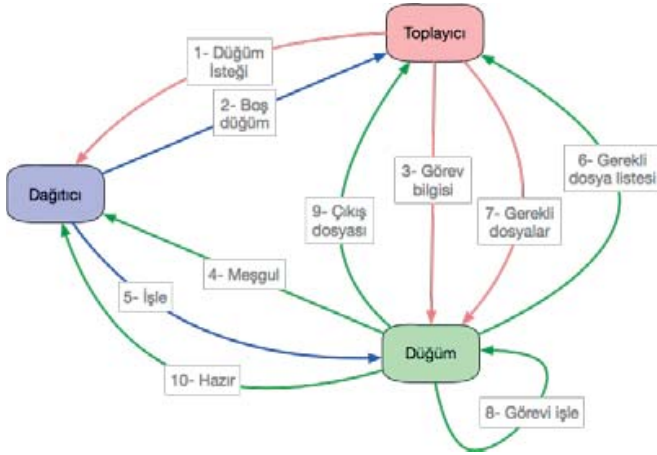 Toplayıcı
1- Düğüm
İsteği
2- Boş
düğüm
3- Görev
bilgisi
6- Gerekli
dosya listesi
Dağıtıcı
9- Çıkış
dosyası
7- Gerekli
dosyalar
4- Meşgul
5- İşle
Düğüm
10- Hazır
8- Görevi işle